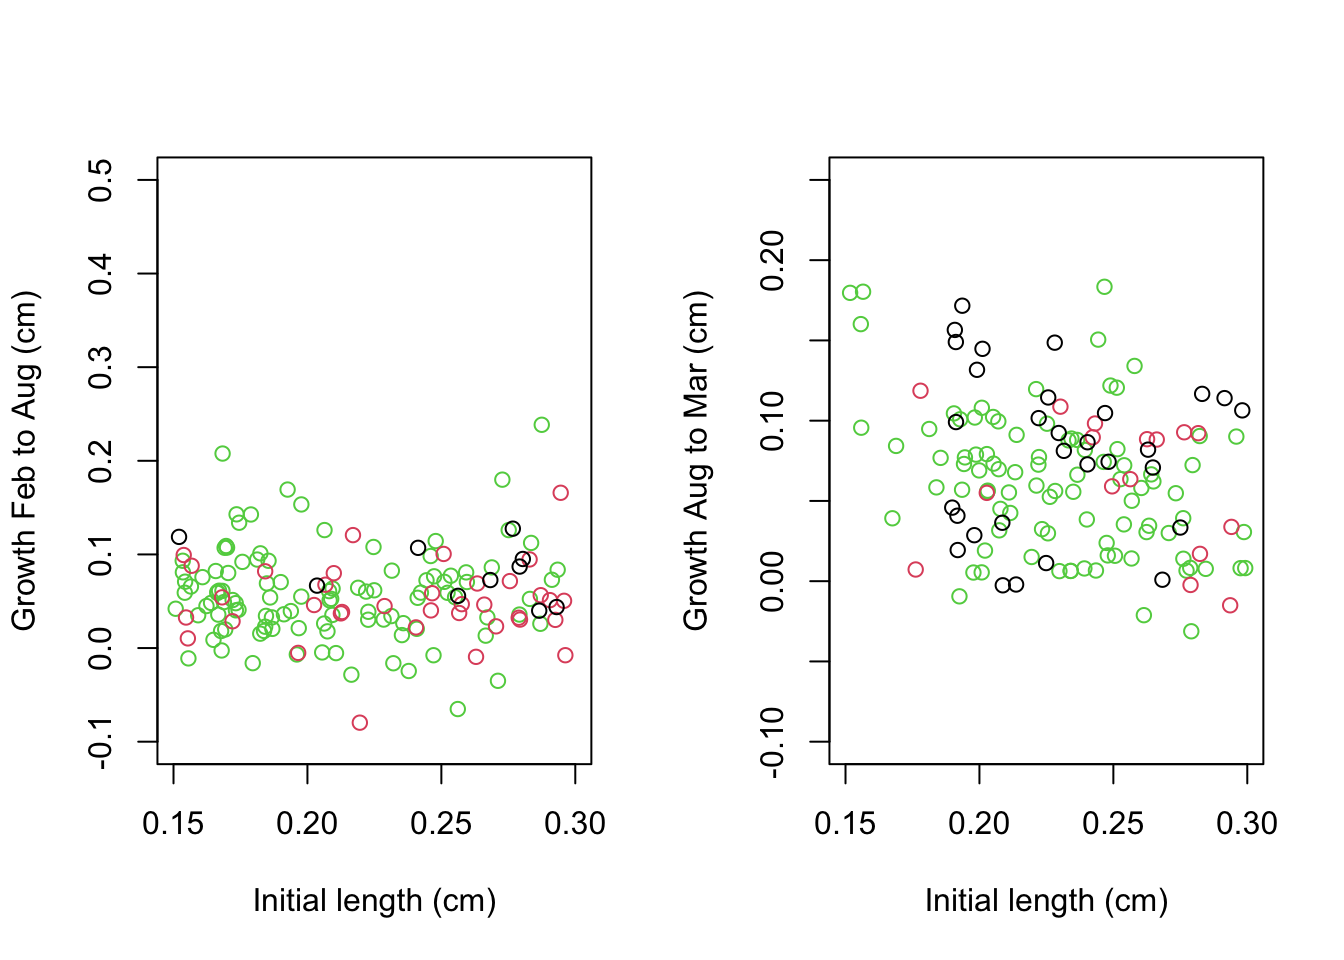 Growth Feb to Aug (cm)
0.5
0.4
0.3
0.2
0.1
0.0
-0.1
0.15 0.20 0.25 0.30
Initial length (cm)
Growth Aug to Mar (cm)
0.20
0.10
0.00
-0.10
0.15 0.20 0.25 0.30
Initial length (cm)